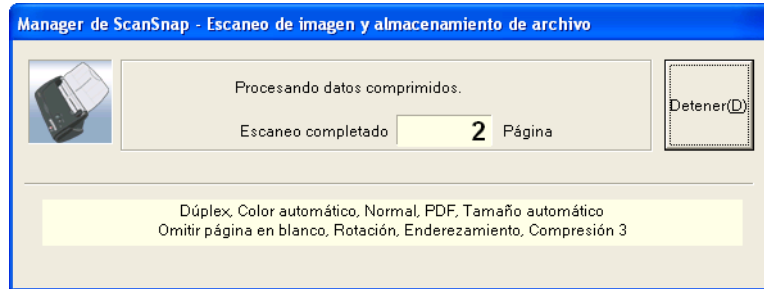 Manager de ScanSnap - Escaneo de imagen y almacenamiento de archivo
Procesando datos comprimidos.
Detener(D)
Escaneo completado 2 Página
Dúplex, Color automático, Normal, PDF, Tamaño automático
Omitir página en blanco, Rotación, Enderezamiento, Compresión 3